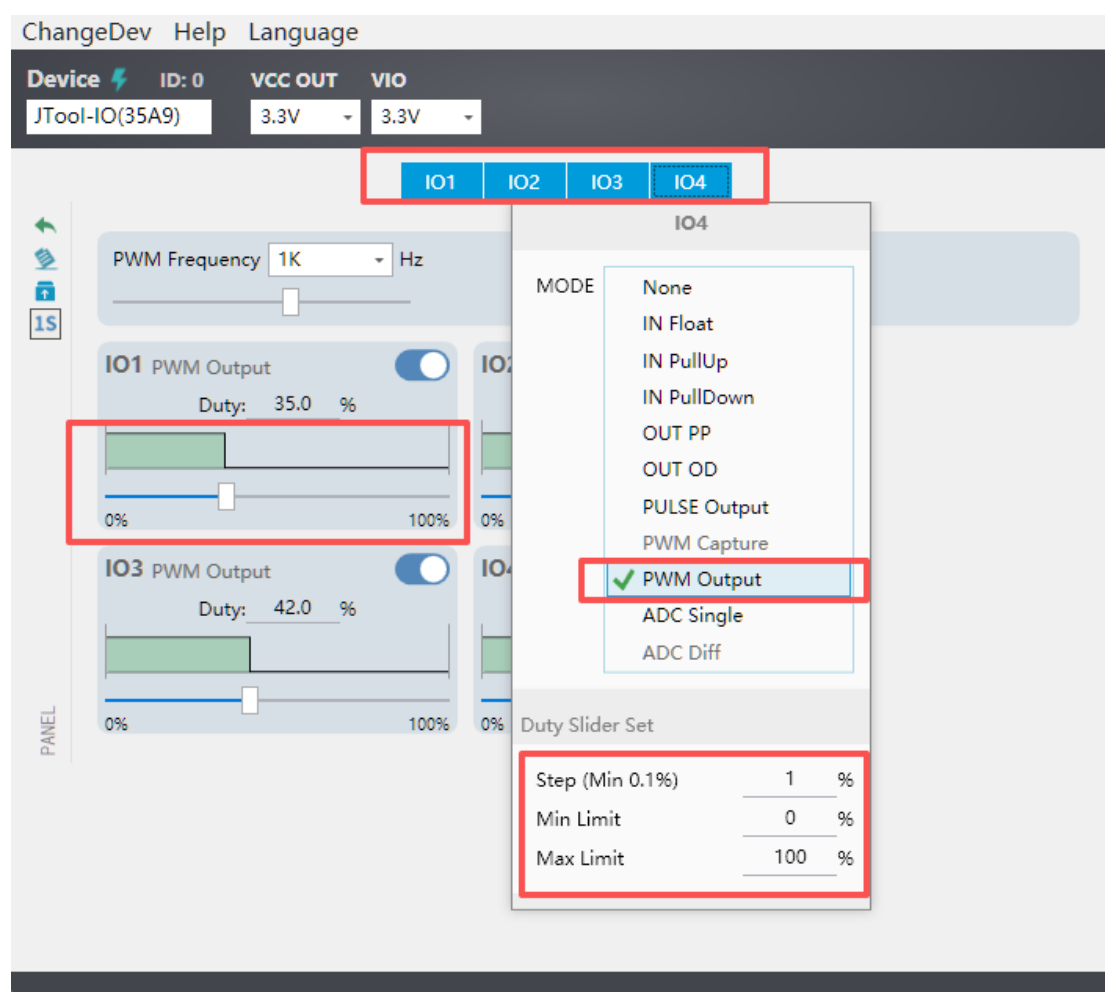 ChangeDev Help Language
Device ID: 0 VCC OUT VIO
JTool-IO(35A9) 3.3V 3.3V
IO1 IO2 IO3 IO4
1S
PWM Frequency 1K Hz
IO1 PWM Output
Duty: 35.0 %
0% 100%
0%
IO3 PWM Output
Duty: 42.0 %
0% 100%
0%
PANEL
IO4
MODE
None
IN Float
IN PullUp
IN PullDown
OUT PP
OUT OD
PULSE Output
PWM Capture
PWM Output
ADC Single
ADC Diff
Duty Slider Set
Step (Min 0.1%) 1 %
Min Limit 0 %
Max Limit 100 %